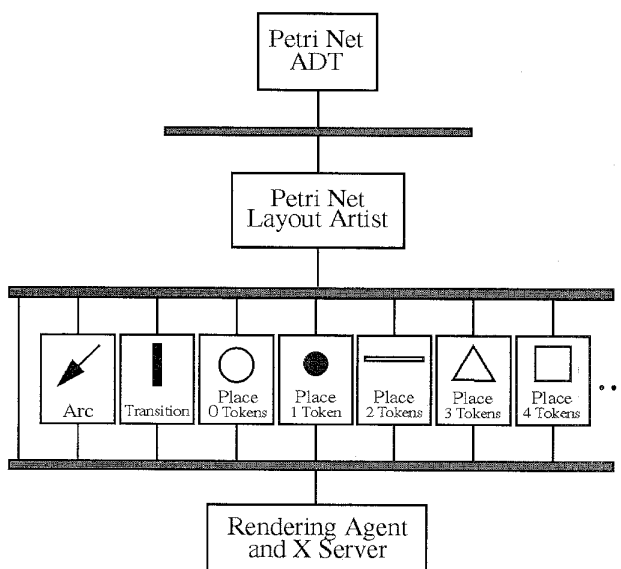 Petri Net
ADT
Petri Net
Layout Artist
Arc
Transition
Place
0 Tokens
Place
1 Token
Place
2 Tokens
Place
3 Tokens
Place
4 Tokens
..
Rendering Agent
and X Server